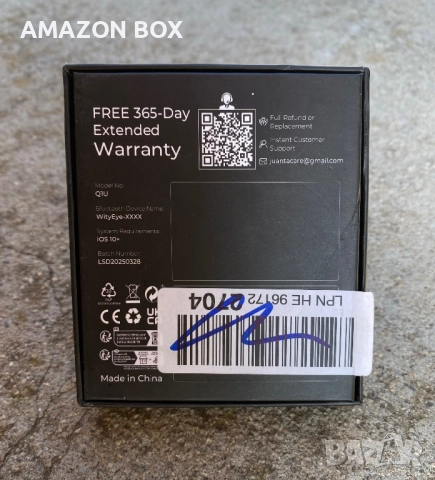 AMAZON BOX
FREE 365-Day
Extended
Warranty
Full Refund or
Replacement
Instant Customer
Support
juantacare@gmail.com
Model No:
Q1U
Bluetooth Device Name:
WityEye-XXXX
System Requirements:
iOS 10+
Batch Number:
LSD20250328
LPN HE 96172 0704
CE
Made in China
BAZAR